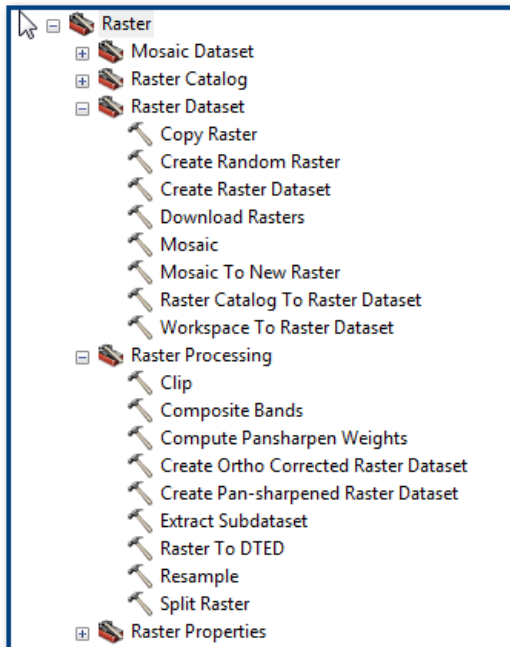 Raster
Mosaic Dataset
Raster Catalog
Raster Dataset
Copy Raster
Create Random Raster
Create Raster Dataset
Download Rasters
Mosaic
Mosaic To New Raster
Raster Catalog To Raster Dataset
Workspace To Raster Dataset
Raster Processing
Clip
Composite Bands
Compute Pansharpen Weights
Create Ortho Corrected Raster Dataset
Create Pan-sharpened Raster Dataset
Extract Subdataset
Raster To DTED
Resample
Split Raster
Raster Properties